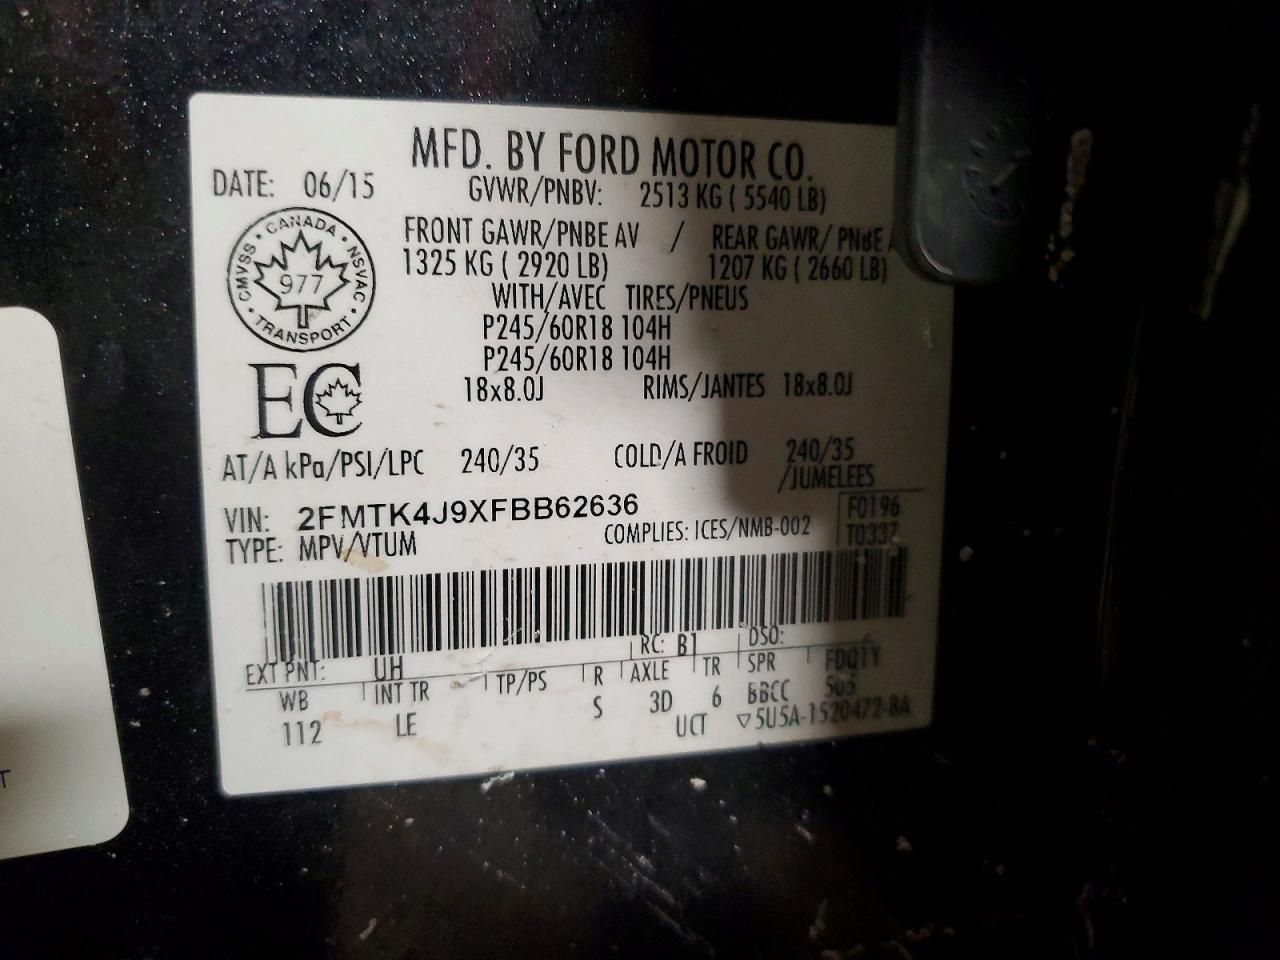 MFD. BY FORD MOTOR CO.
DATE: 06/15
GVWR/PNBV: 2513 KG ( 5540 LB)
FRONT GAWR/PNBE AV / REAR GAWR/ PNBE A
1325 KG ( 2920 LB) 1207 KG ( 2660 LB)
WITH/AVEC TIRES/PNEUS
P245/60R18 104H
P245/60R18 104H
18x8.0J RIMS/JANTES 18x8.0J
CANADA
CMVSS NSVAC
977
TRANSPORT
EC
AT/A kPa/PSI/LPC 240/35 COLD/A FROID 240/35
/JUMELEES
VIN: 2FMTK4J9XFBB62636
F0196
TYPE: MPV/VTUM COMPLIES: ICES/NMB-002
T0337
RC: B1 DSO:
EXT PNT: UH
WB INT TR TP/PS R AXLE TR SPR FDQ1Y
112 LE S 3D 6 BBCC 505
UCT ▽5U5A-1520472-BA
T